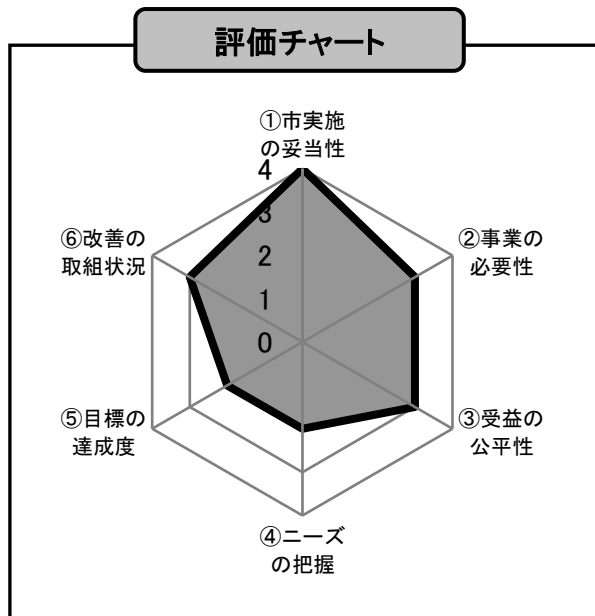 評価チャート
①市実施
の妥当性
4
3
2
1
0
②事業の
必要性
③受益の
公平性
④ニーズ
の把握
⑤目標の
達成度
⑥改善の
取組状況